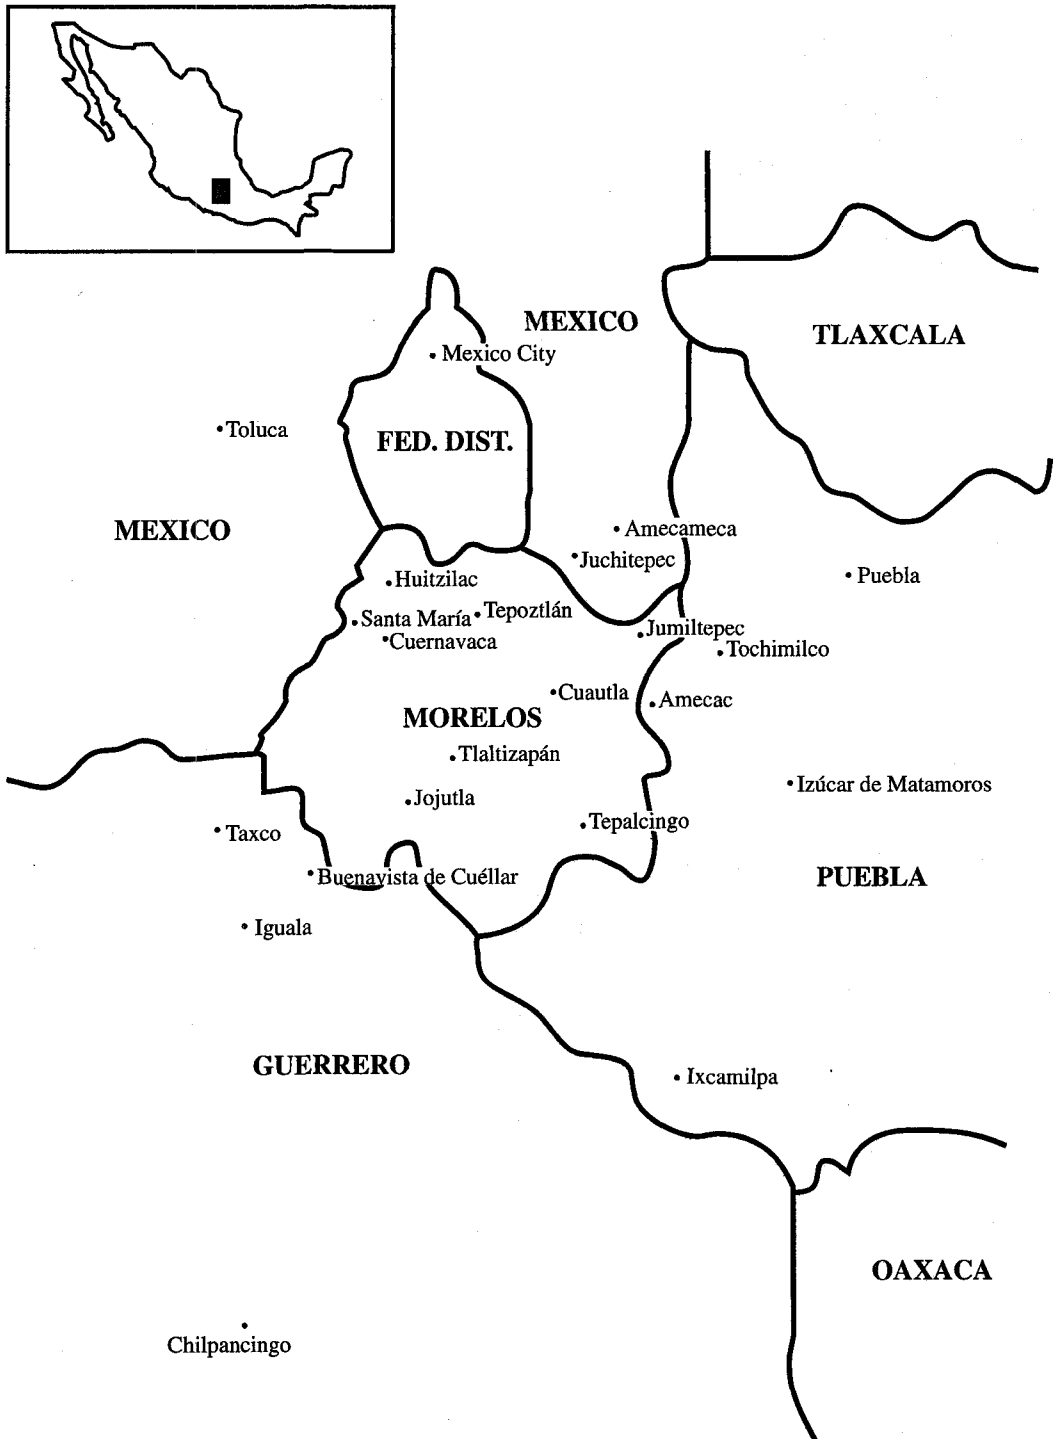 MEXICO
TLAXCALA
Mexico City
Toluca
FED. DIST.
MEXICO
Amecameca
Juchitepec
Puebla
Huitzilac
Tepoztlán
Santa María
Jumiltepec
Cuernavaca
Tochimilco
Cuautla
Amecac
MORELOS
Tlaltizapán
Izúcar de Matamoros
Jojutla
Tepalcingo
Taxco
Buenavista de Cuéllar
PUEBLA
Iguala
GUERRERO
Ixcamilpa
OAXACA
Chilpancingo